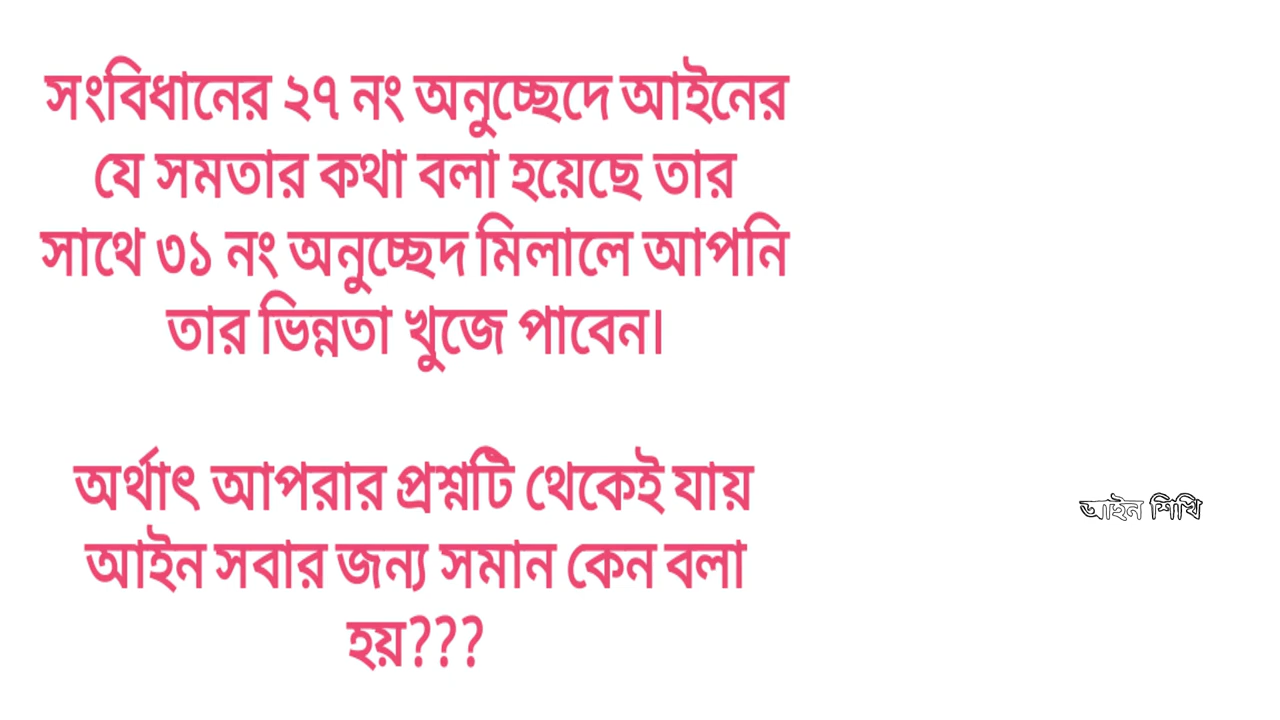 সংবিধানের ২৭ নং অনুচ্ছেদে আইনের
যে সমতার কথা বলা হয়েছে তার
সাথে ৩১ নং অনুচ্ছেদ মিলালে আপনি
তার ভিন্নতা খুজে পাবেন।
অর্থাৎ আপরার প্রশ্নটি থেকেই যায়
আইন সবার জন্য সমান কেন বলা
হয়???
আইন শিখি